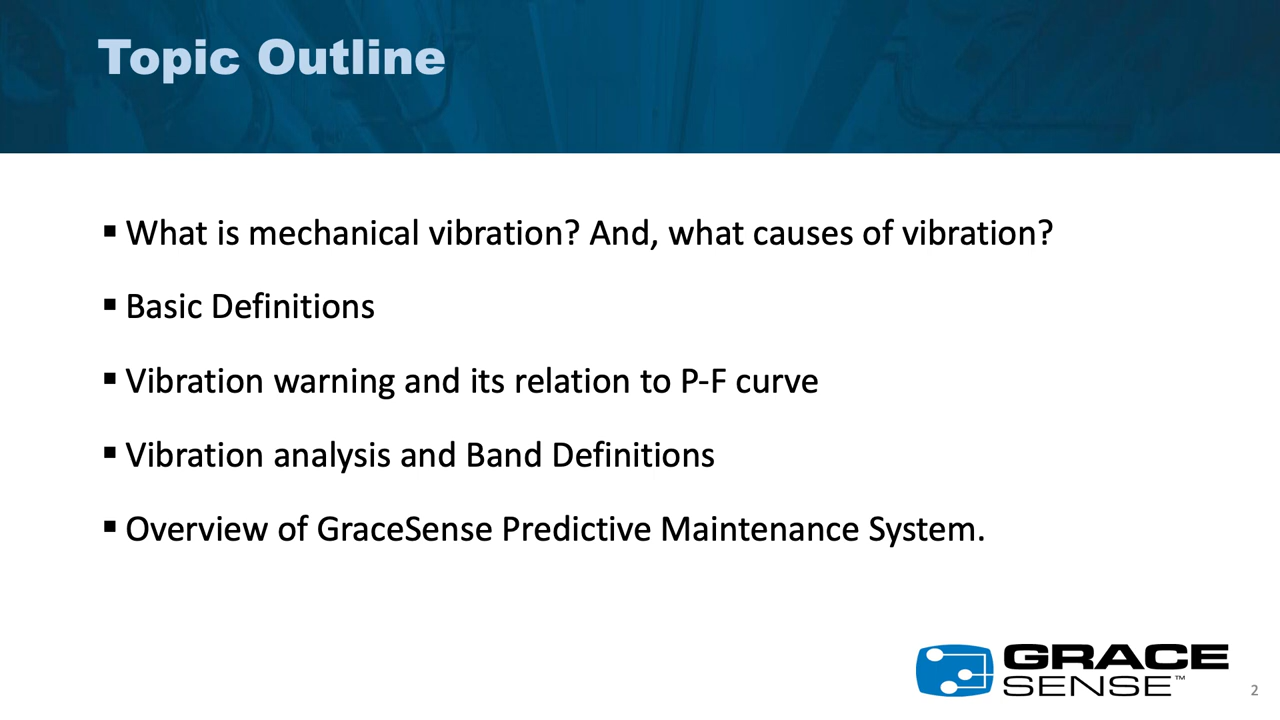 Topic Outline
▪ What is mechanical vibration? And, what causes of vibration?
▪ Basic Definitions
▪ Vibration warning and its relation to P-F curve
▪ Vibration analysis and Band Definitions
▪ Overview of GraceSense Predictive Maintenance System.
GRACE
SENSE™
2